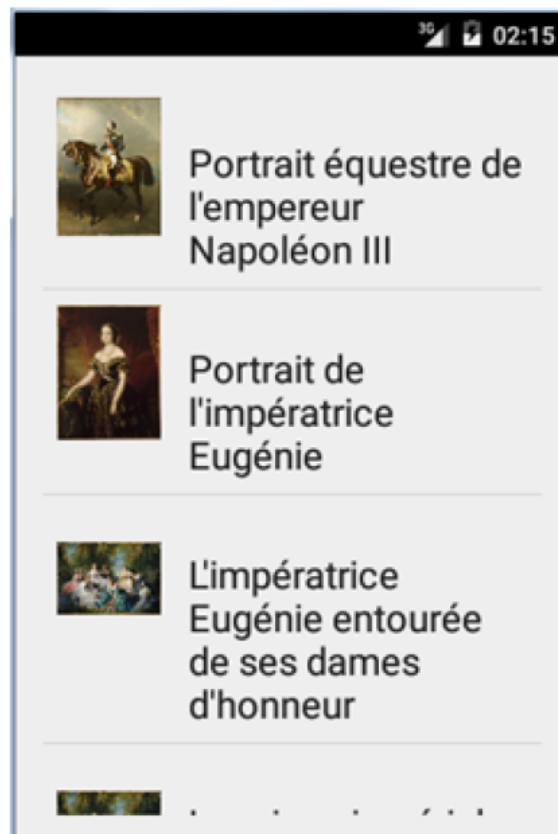 3G 02:15
Portrait équestre de
l'empereur
Napoléon III
Portrait de
l'impératrice
Eugénie
L'impératrice
Eugénie entourée
de ses dames
d'honneur